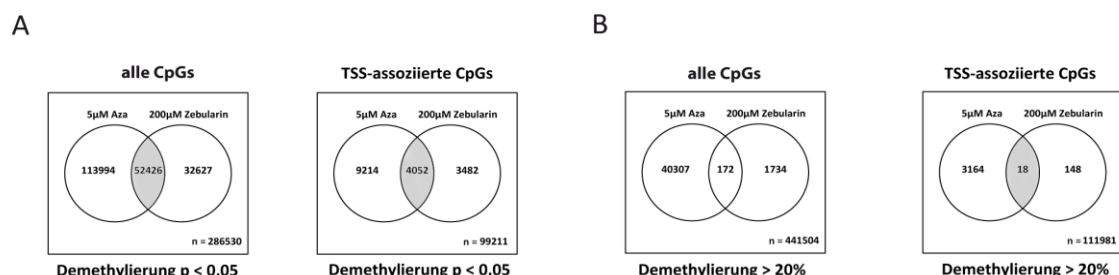 A
B
alle CpGs
TSS-assoziierte CpGs
alle CpGs
TSS-assoziierte CpGs
5µM Aza 200µM Zebularin
5µM Aza 200µM Zebularin
5µM Aza 200µM Zebularin
5µM Aza 200µM Zebularin
113994 52426 32627
9214 4052 3482
40307 172 1734
3164 18 148
n = 286530
n = 99211
n = 441504
n = 111981
Demethylierung p < 0.05
Demethylierung p < 0.05
Demethylierung > 20%
Demethylierung > 20%